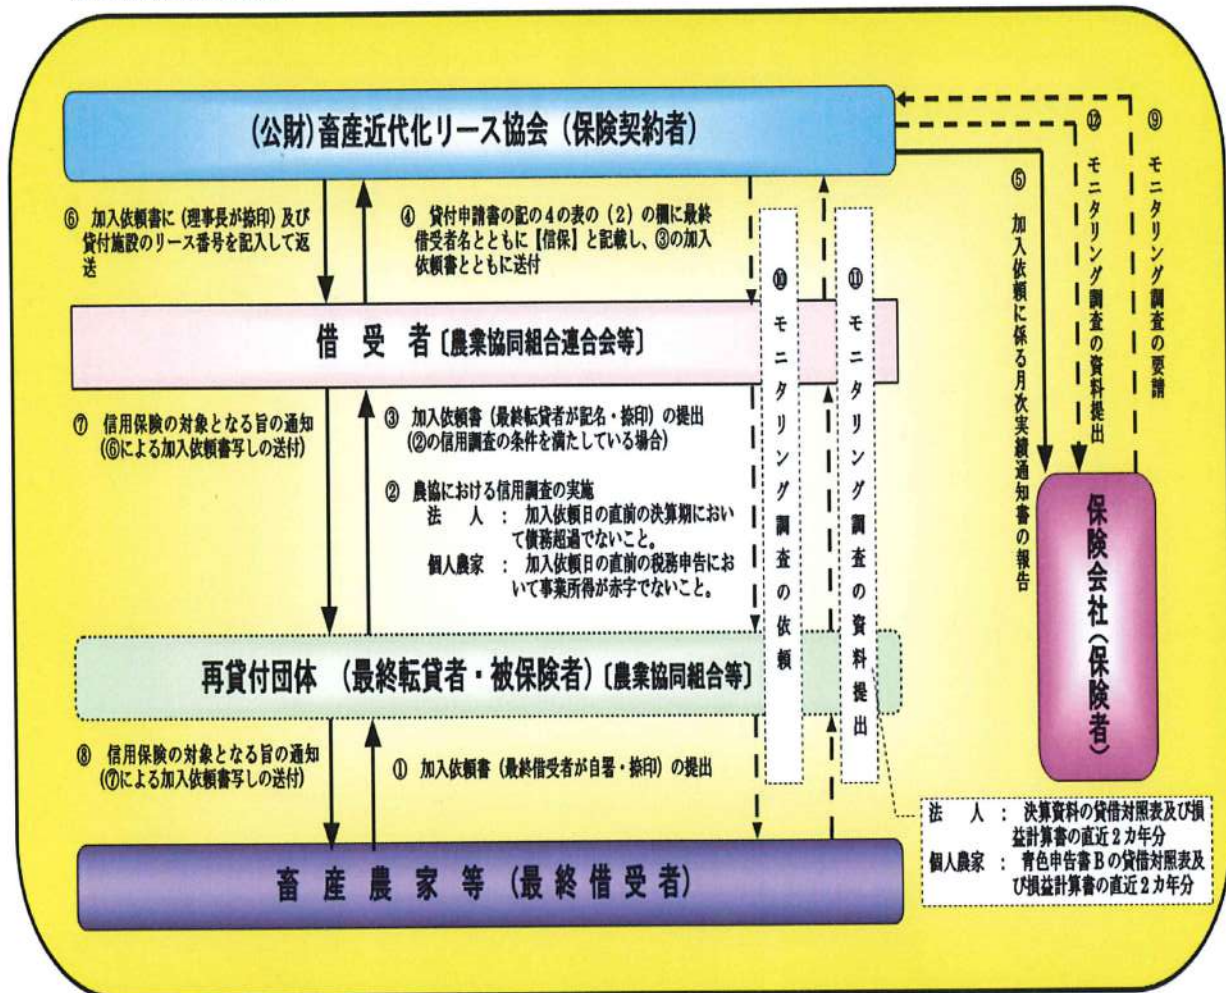 (公財)畜産近代化リース協会(保険契約者)
⑥ 加入依頼書に(理事長が捺印)及び
貸付施設のリース番号を記入して返
送
④ 貸付申請書の記の4の表の(2)の欄に最終
借受者名とともに【信保】と記載し、③の加入
依頼書とともに送付
借受者〔農業協同組合連合会等〕
⑦ 信用保険の対象となる旨の通知
(⑥による加入依頼書写しの送付)
③ 加入依頼書(最終転貸者が記名・捺印)の提出
(②の信用調査の条件を満たしている場合)
② 農協における信用調査の実施
法 人 : 加入依頼日の直前の決算期におい
て債務超過でないこと。
個人農家 : 加入依頼日の直前の税務申告にお
いて事業所得が赤字でないこと。
再貸付団体 (最終転貸者・被保険者)〔農業協同組合等〕
⑧ 信用保険の対象となる旨の通知
(⑦による加入依頼書写しの送付)
① 加入依頼書(最終借受者が自署・捺印)の提出
畜産農家等(最終借受者)
⑩ モニタリング調査の依頼
⑪ モニタリング調査の資料提出
⑤ 加入依頼に係る月次実績通知書の報告
⑫ モニタリング調査の資料提出
⑨ モニタリング調査の要請
保険会社(保険者)
法 人 : 決算資料の貸借対照表及び損
益計算書の直近2カ年分
個人農家 : 青色申告書Bの貸借対照表及
び損益計算書の直近2カ年分